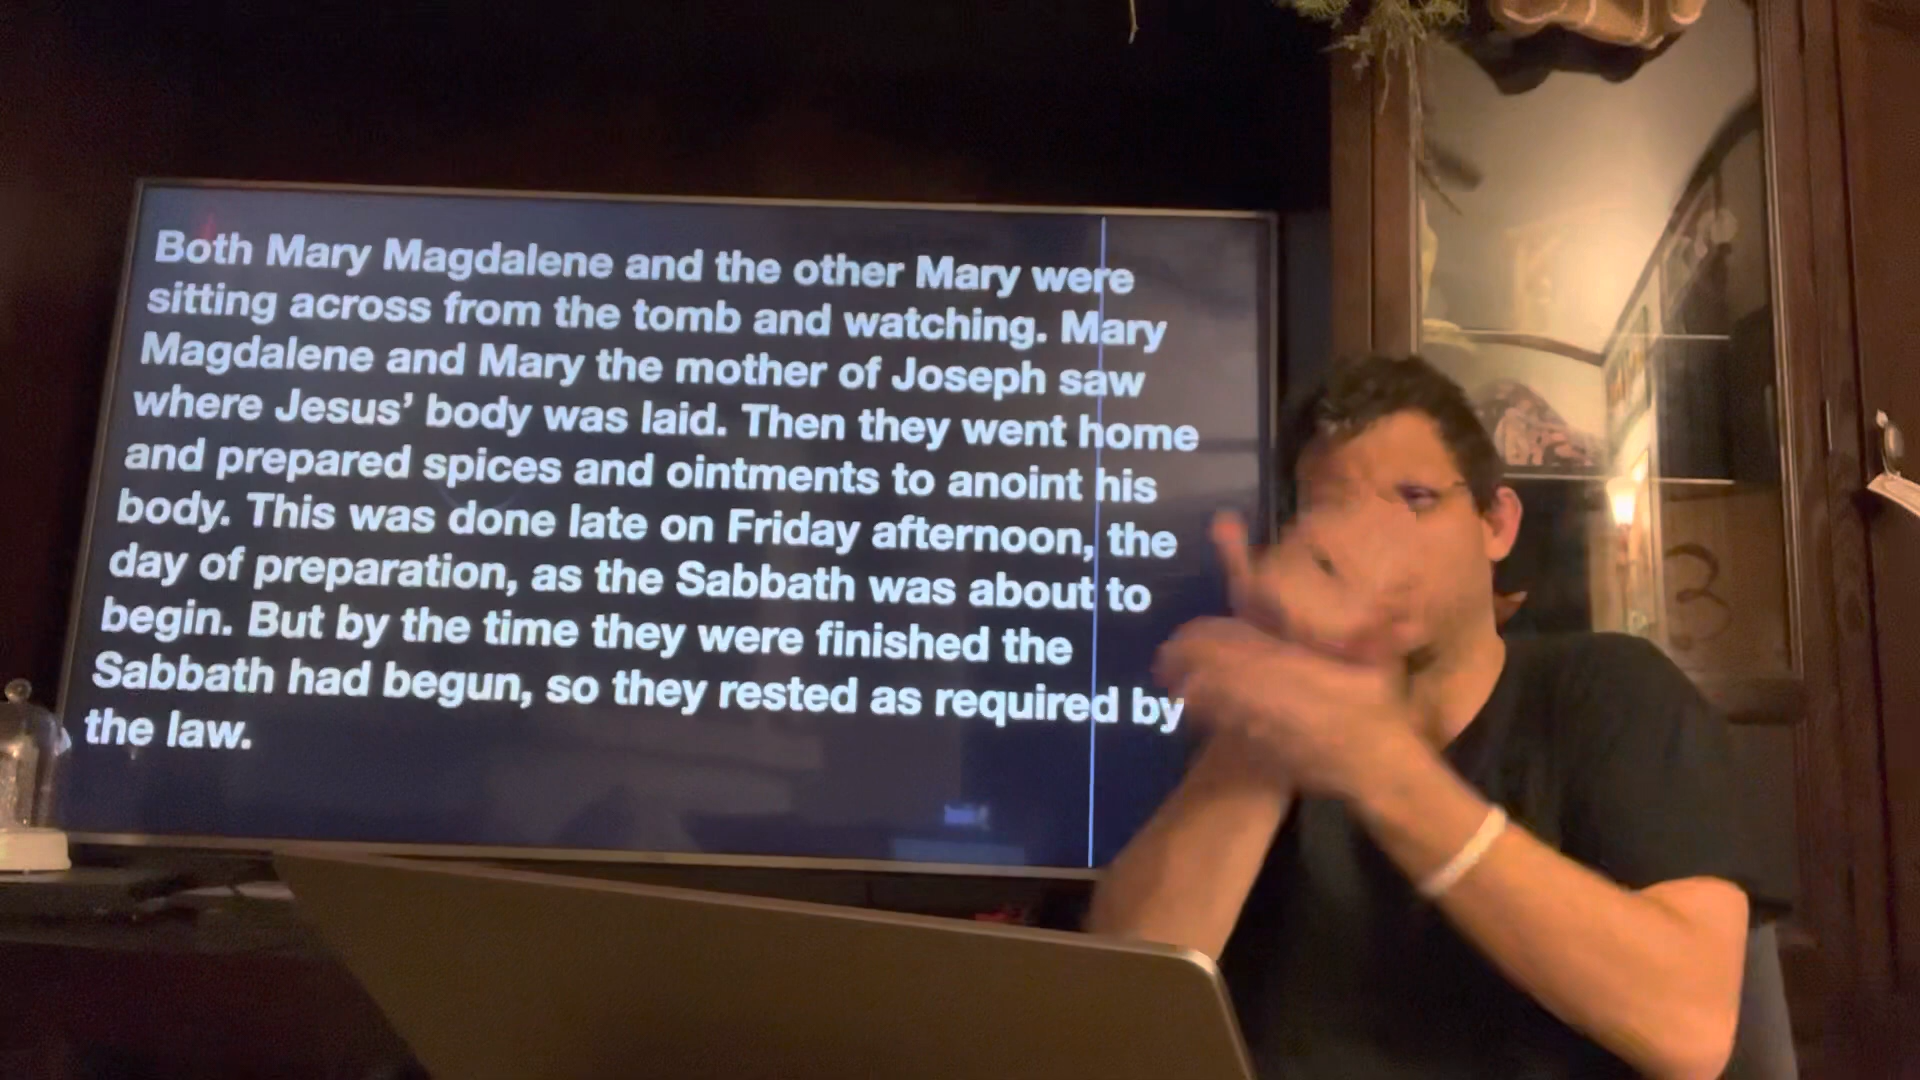 Both Mary Magdalene and the other Mary were
sitting across from the tomb and watching. Mary
Magdalene and Mary the mother of Joseph saw
where Jesus’ body was laid. Then they went home
and prepared spices and ointments to anoint his
body. This was done late on Friday afternoon, the
day of preparation, as the Sabbath was about to
begin. But by the time they were finished the
Sabbath had begun, so they rested as required by
the law.
3